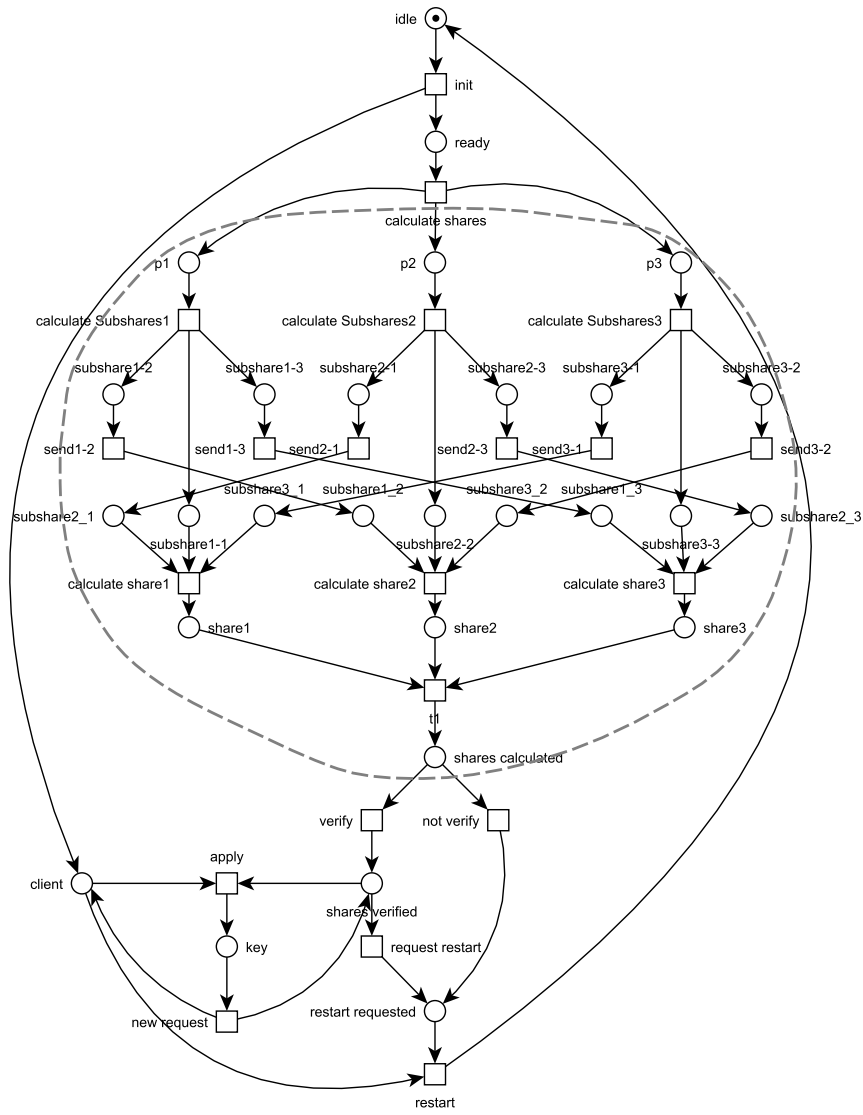 idle
init
ready
calculate shares
p1
p2
p3
calculate Subshares1
calculate Subshares2
calculate Subshares3
subshare1-2
subshare1-3
subshare2-1
subshare2-3
subshare3-1
subshare3-2
send1-2
send1-3
send2-1
send2-3
send3-1
send3-2
subshare3_1
subshare1_2
subshare3_2
subshare1_3
subshare2_1
subshare2_3
subshare1-1
subshare2-2
subshare3-3
calculate share1
calculate share2
calculate share3
share1
share2
share3
t1
shares calculated
verify
not verify
apply
client
shares verified
key
request restart
restart requested
new request
restart